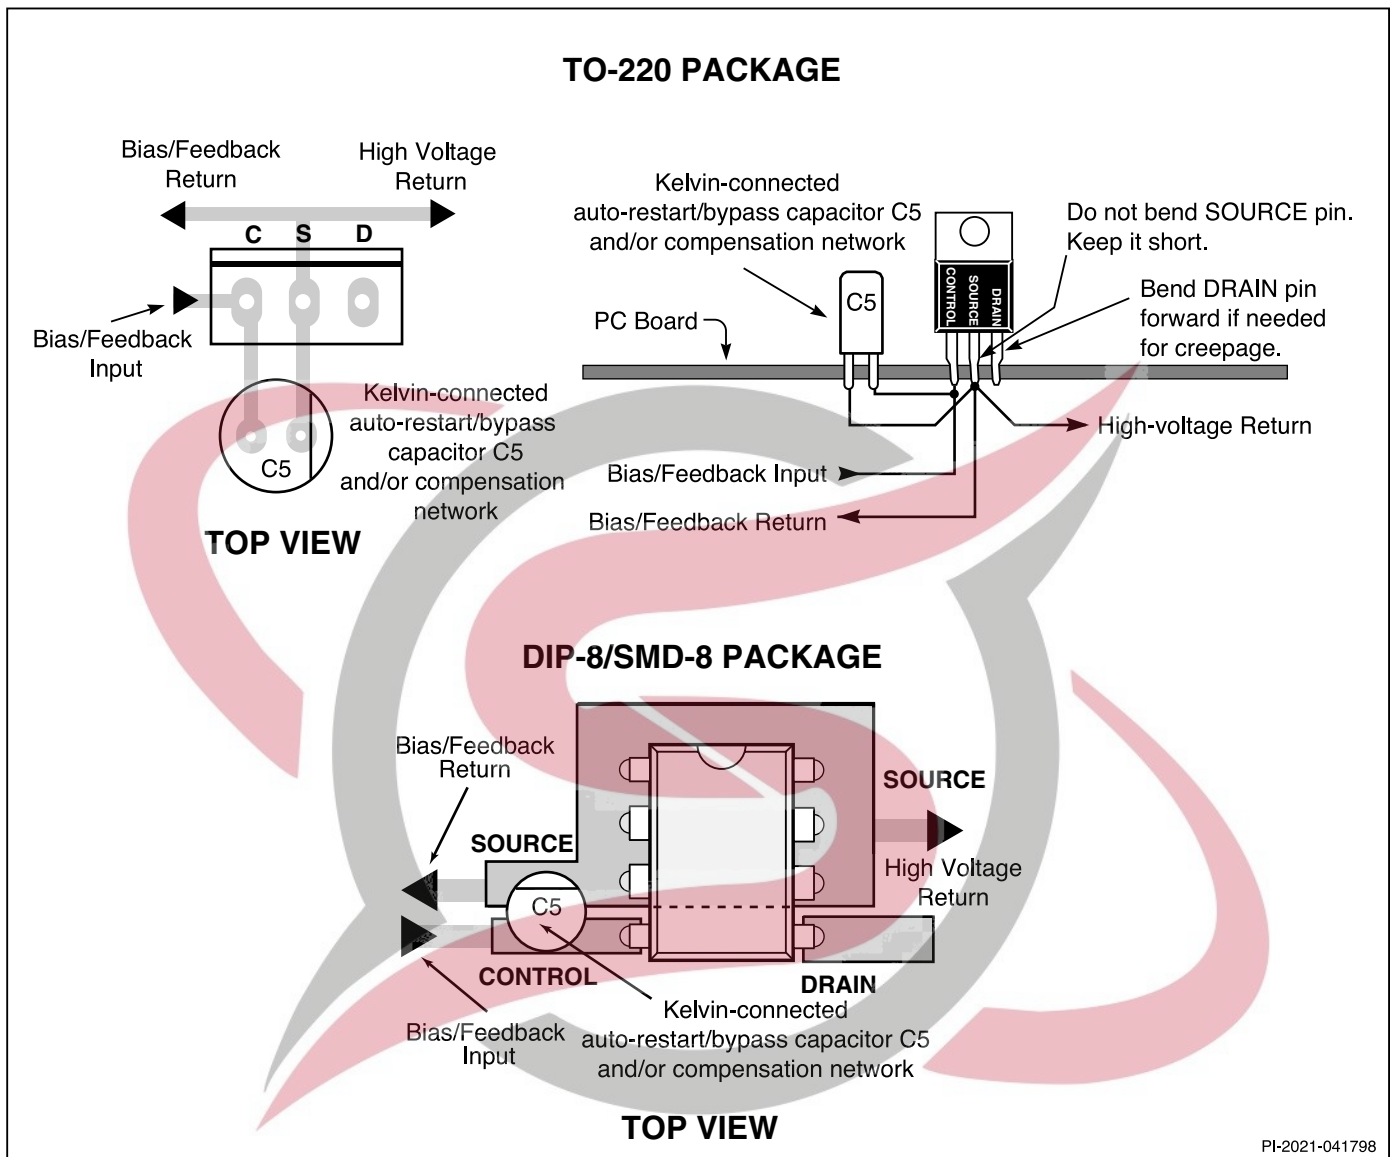 TO-220 PACKAGE
Bias/Feedback
Return
High Voltage
Return
C S D
Bias/Feedback
Input
C5
Kelvin-connected
auto-restart/bypass
capacitor C5
and/or compensation
network
TOP VIEW
Kelvin-connected
auto-restart/bypass capacitor C5
and/or compensation network
Do not bend SOURCE pin.
Keep it short.
CONTROL
SOURCE
DRAIN
C5
Bend DRAIN pin
forward if needed
for creepage.
PC Board
High-voltage Return
Bias/Feedback Input
Bias/Feedback Return
DIP-8/SMD-8 PACKAGE
Bias/Feedback
Return
SOURCE
SOURCE
High Voltage
Return
C5
CONTROL
DRAIN
Bias/Feedback
Input
Kelvin-connected
auto-restart/bypass capacitor C5
and/or compensation network
TOP VIEW
PI-2021-041798